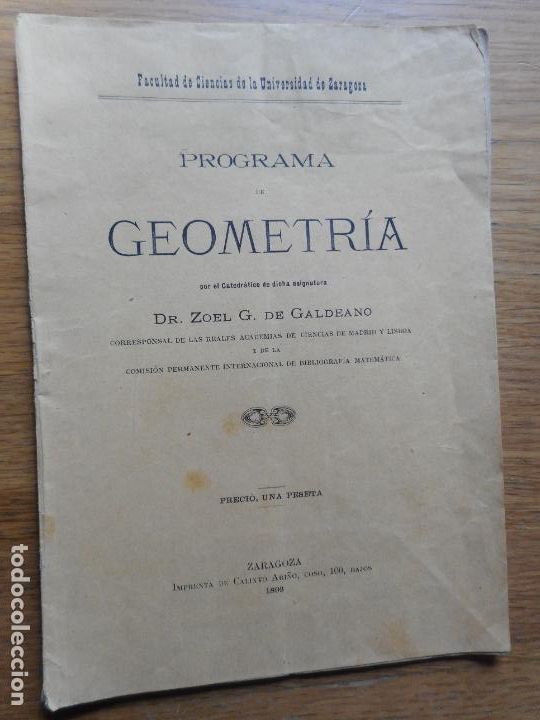 Facultad de Ciencias de la Universidad de Zaragoza
PROGRAMA
DE
GEOMETRÍA
por el Catedrático de dicha asignatura
DR. ZOEL G. DE GALDEANO
CORRESPONSAL DE LAS REALES ACADEMIAS DE CIENCIAS DE MADRID Y LISBOA
Y DE LA
COMISIÓN PERMANENTE INTERNACIONAL DE BIBLIOGRAFÍA MATEMÁTICA
PRECIO, UNA PESETA
ZARAGOZA
IMPRENTA DE CALIXTO ARIÑO, COSO, 100, BAJOS
todocoleccion.net